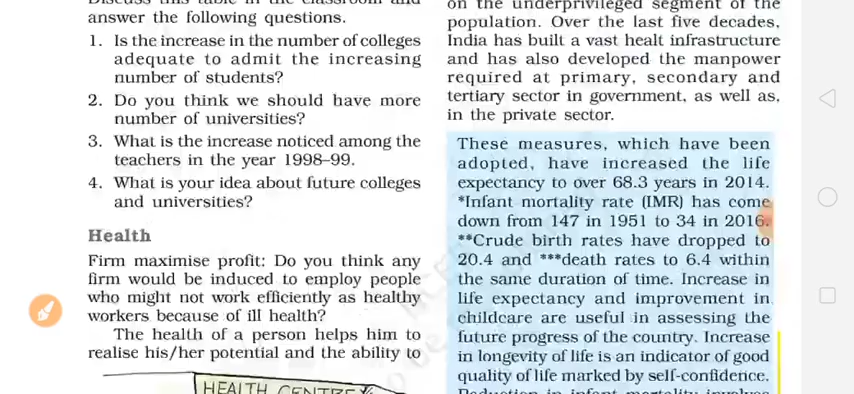 answer the following questions.
1. Is the increase in the number of colleges
adequate to admit the increasing
number of students?
2. Do you think we should have more
number of universities?
3. What is the increase noticed among the
teachers in the year 1998–99.
4. What is your idea about future colleges
and universities?
Health
Firm maximise profit: Do you think any
firm would be induced to employ people
who might not work efficiently as healthy
workers because of ill health?
The health of a person helps him to
realise his/her potential and the ability to
HEALTH CENTRE
on the underprivileged segment of the
population. Over the last five decades,
India has built a vast healt infrastructure
and has also developed the manpower
required at primary, secondary and
tertiary sector in government, as well as,
in the private sector.
These measures, which have been
adopted, have increased the life
expectancy to over 68.3 years in 2014.
*Infant mortality rate (IMR) has come
down from 147 in 1951 to 34 in 2016.
**Crude birth rates have dropped to
20.4 and ***death rates to 6.4 within
the same duration of time. Increase in
life expectancy and improvement in
childcare are useful in assessing the
future progress of the country. Increase
in longevity of life is an indicator of good
quality of life marked by self-confidence.